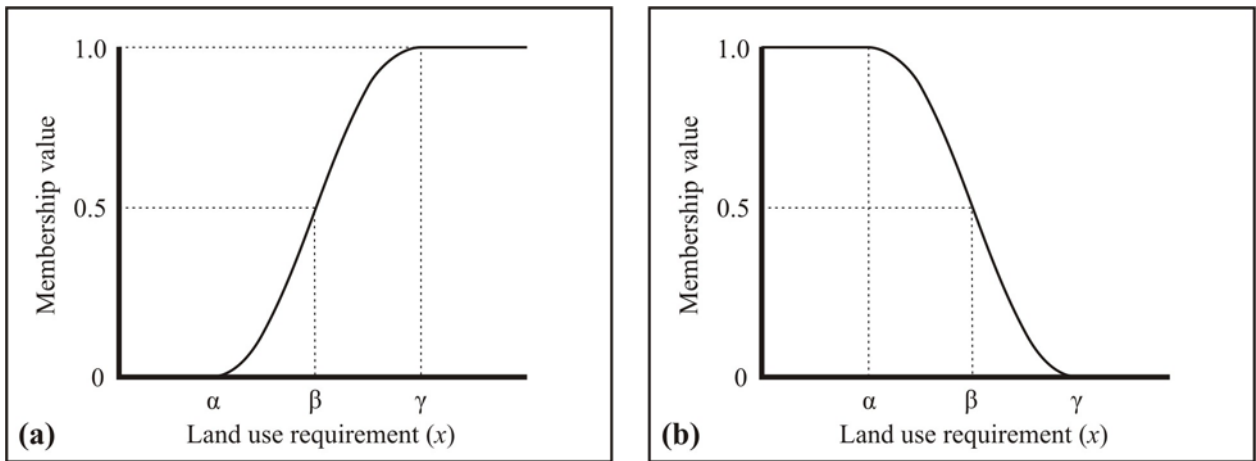 1.0
0.5
0
Membership value
α β γ
Land use requirement (x)
(a)
1.0
0.5
0
Membership value
α β γ
Land use requirement (x)
(b)